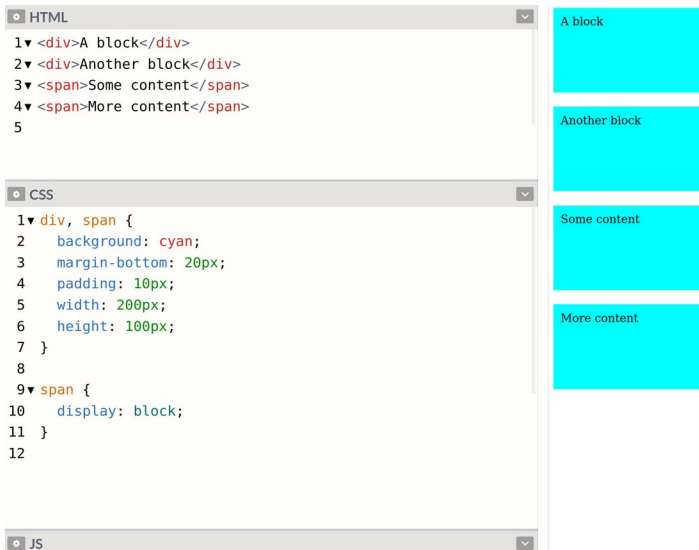 HTML
1 <div>A block</div>
2 <div>Another block</div>
3 <span>Some content</span>
4 <span>More content</span>
5
CSS
1 div, span {
2   background: cyan;
3   margin-bottom: 20px;
4   padding: 10px;
5   width: 200px;
6   height: 100px;
7 }
8
9 span {
10   display: block;
11 }
12
JS
A block
Another block
Some content
More content